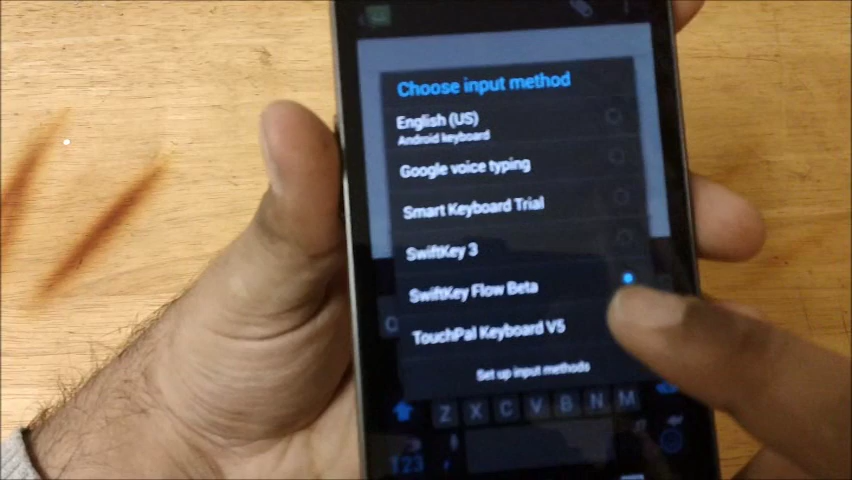 Choose input method
English (US)
Android keyboard
Google voice typing
Smart Keyboard Trial
SwiftKey 3
SwiftKey Flow Beta
TouchPal Keyboard V5
Set up input methods
Z X C V B N M
123 ,